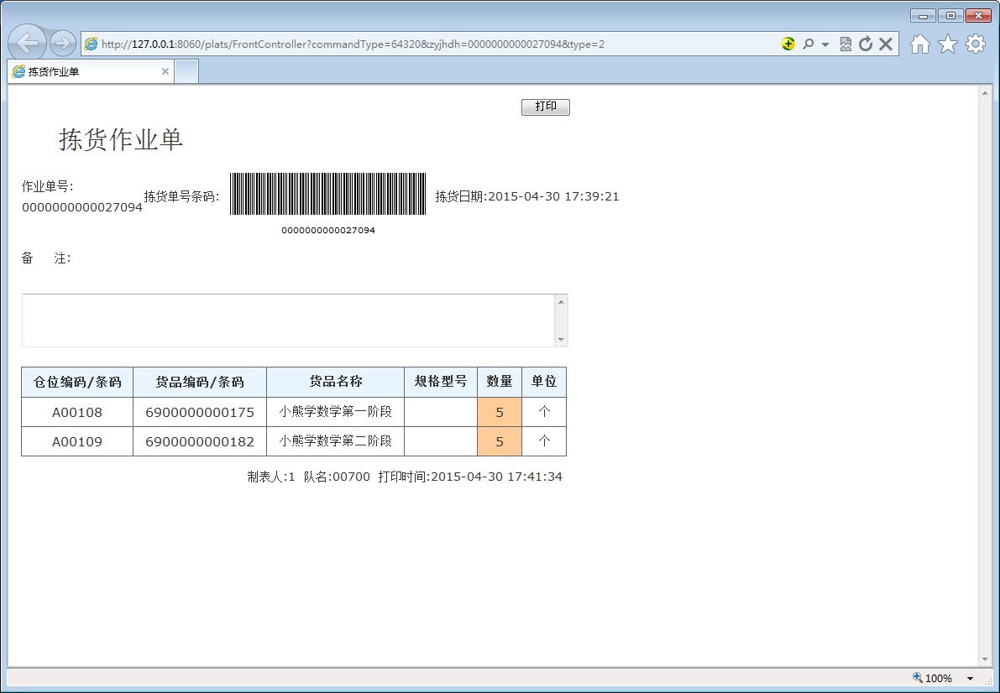 http://127.0.0.1:8060/plats/FrontController?commandType=64320&zyjhdh=0000000000027094&type=2
拣货作业单
打印
拣货作业单
作业单号:
0000000000027094
拣货单号条码:
拣货日期:2015-04-30 17:39:21
0000000000027094
备 注:
仓位编码/条码 货品编码/条码 货品名称 规格型号 数量 单位
A00108 6900000000175 小熊学数学第一阶段 5 个
A00109 6900000000182 小熊学数学第二阶段 5 个
制表人:1 队名:00700 打印时间:2015-04-30 17:41:34
100%